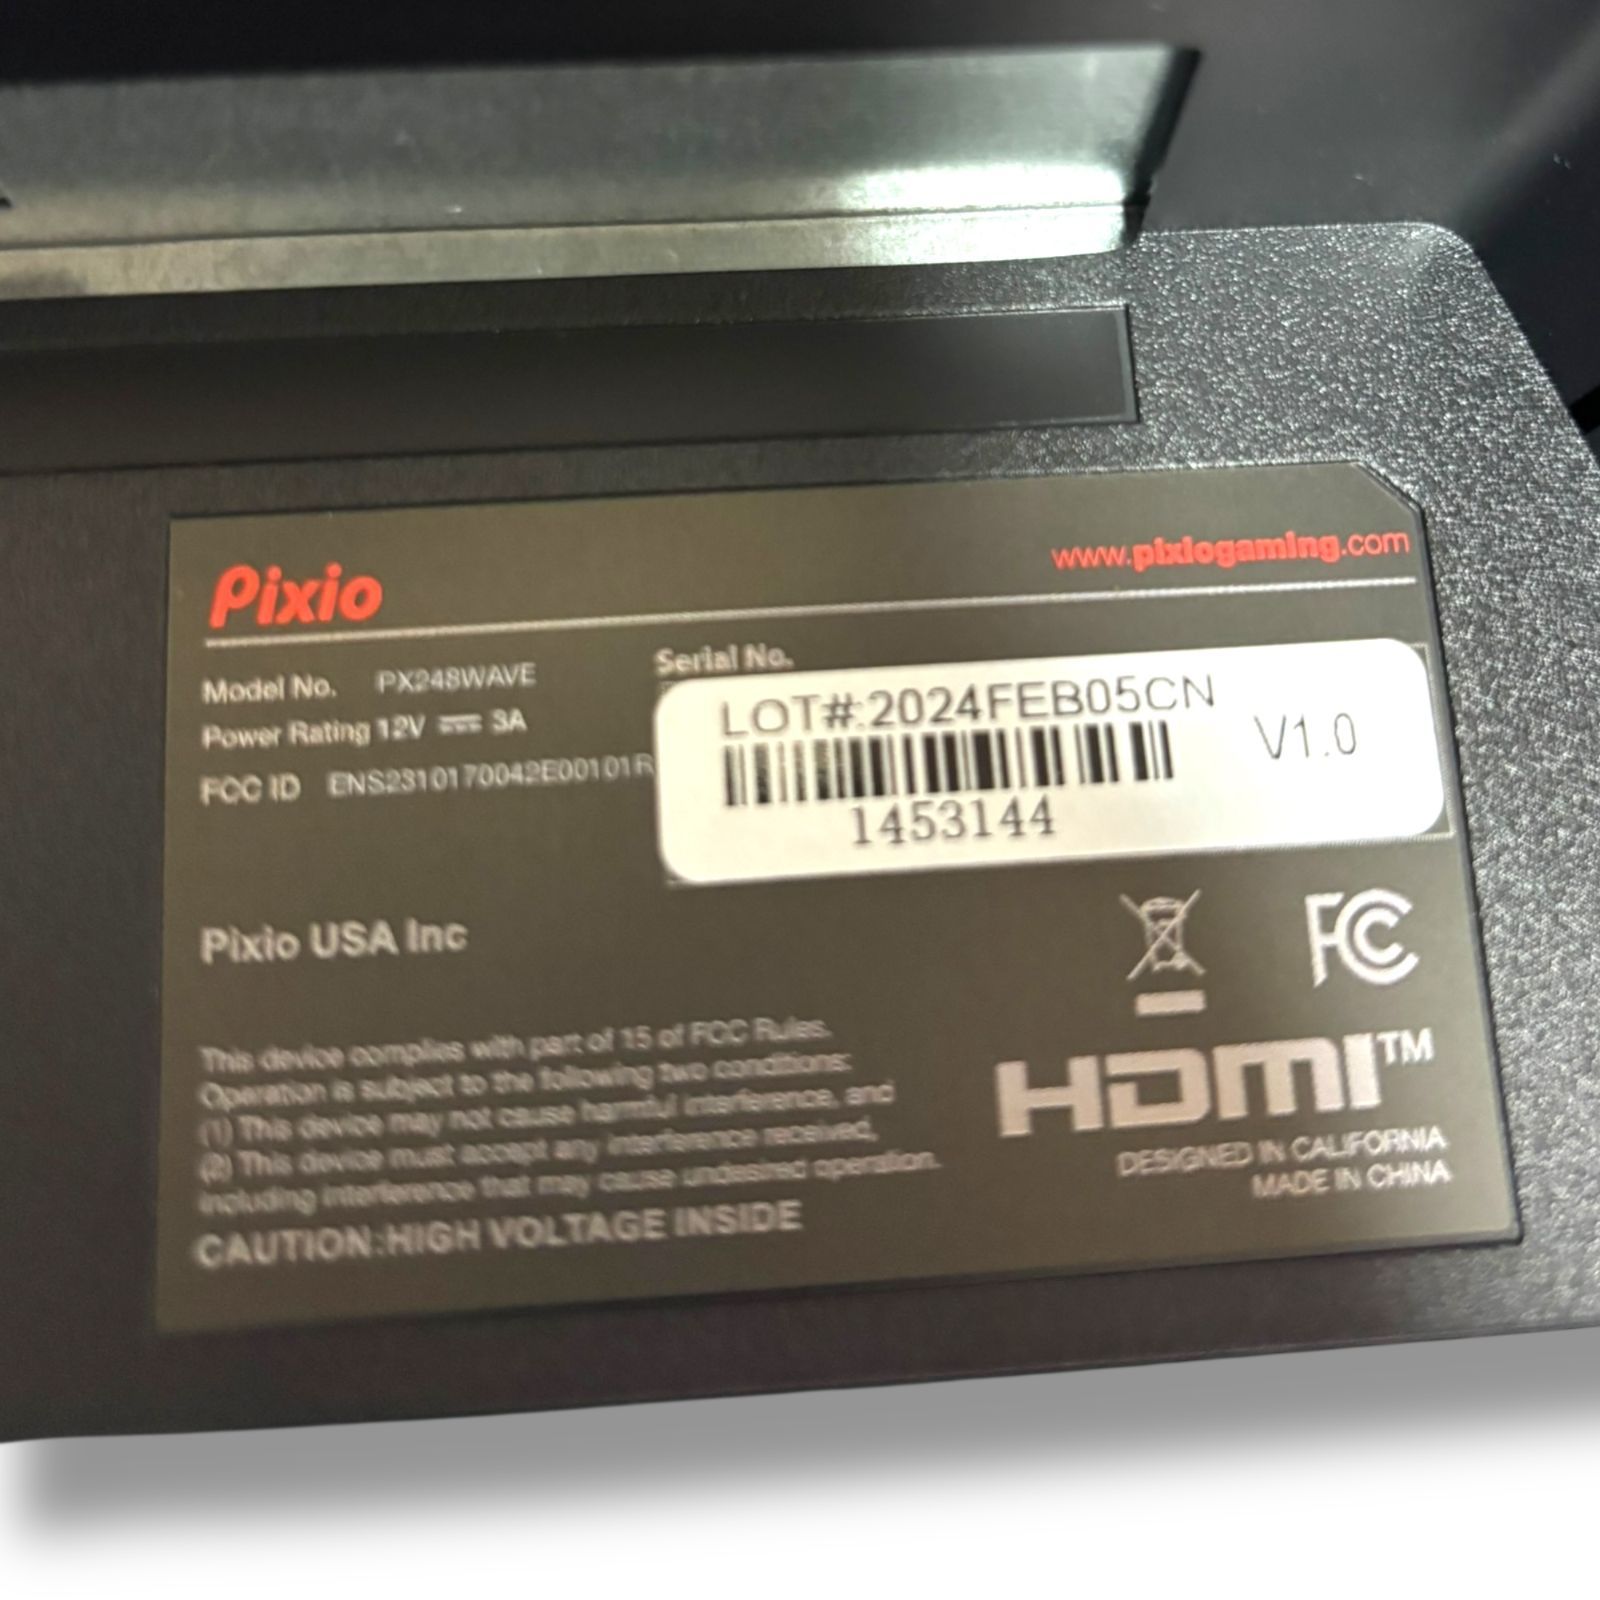 Pixio
www.pixiogaming.com
Model No. PX248WAVE
Power Rating 12V ⎓ 3A
FCC ID ENS2310170042E00101R
Serial No.
LOT#:2024FEB05CN
V1.0
1453144
Pixio USA Inc
FC
This device complies with part of 15 of FCC Rules.
Operation is subject to the following two conditions:
(1) This device may not cause harmful interference, and
(2) This device must accept any interference received,
including interference that may cause undesired operation.
CAUTION:HIGH VOLTAGE INSIDE
HDMI™
DESIGNED IN CALIFORNIA
MADE IN CHINA